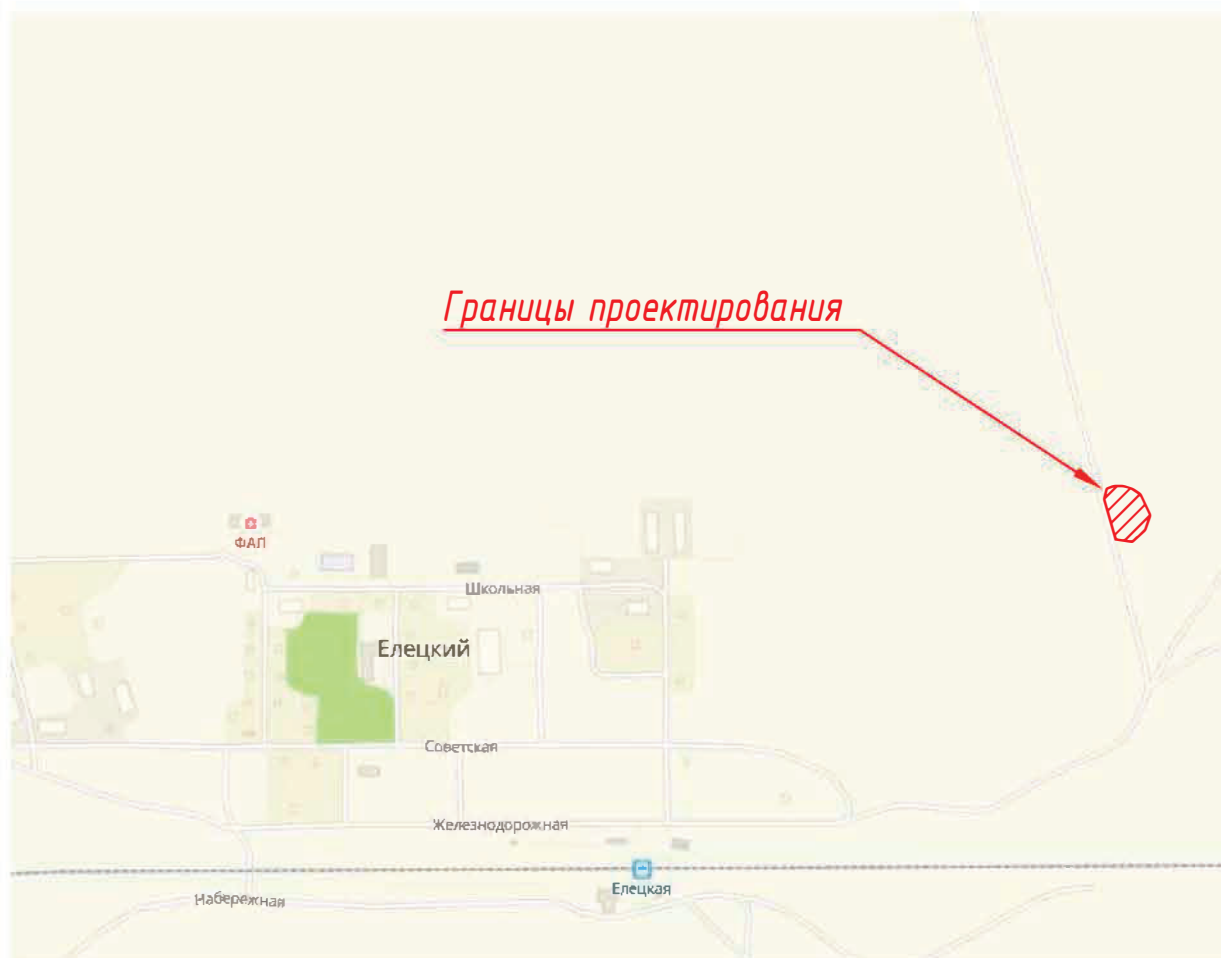 Границы проектирования
ФАП
Школьная
Елецкий
Советская
Железнодорожная
Елецкая
Набережная